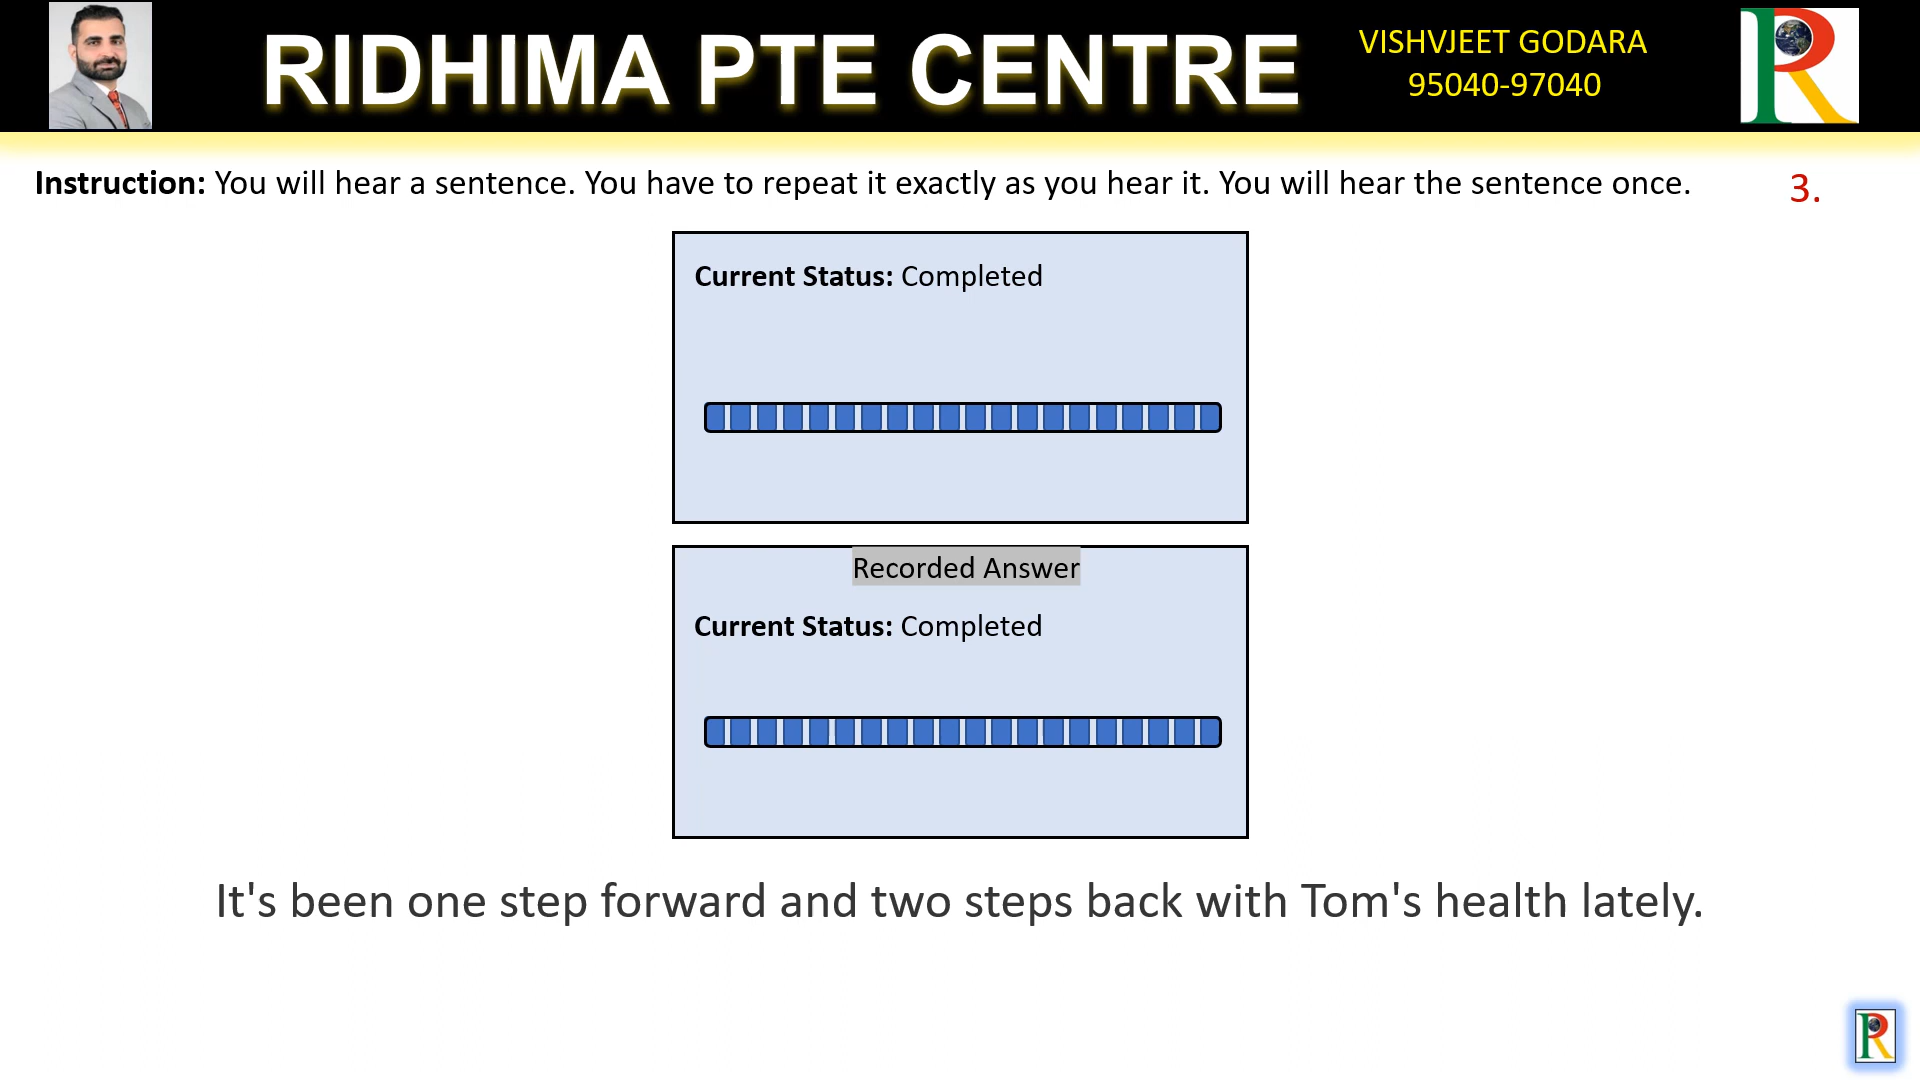 RIDHIMA PTE CENTRE
VISHVJEET GODARA
95040-97040
R
Instruction: You will hear a sentence. You have to repeat it exactly as you hear it. You will hear the sentence once.
3.
Current Status: Completed
Recorded Answer
Current Status: Completed
It's been one step forward and two steps back with Tom's health lately.
R